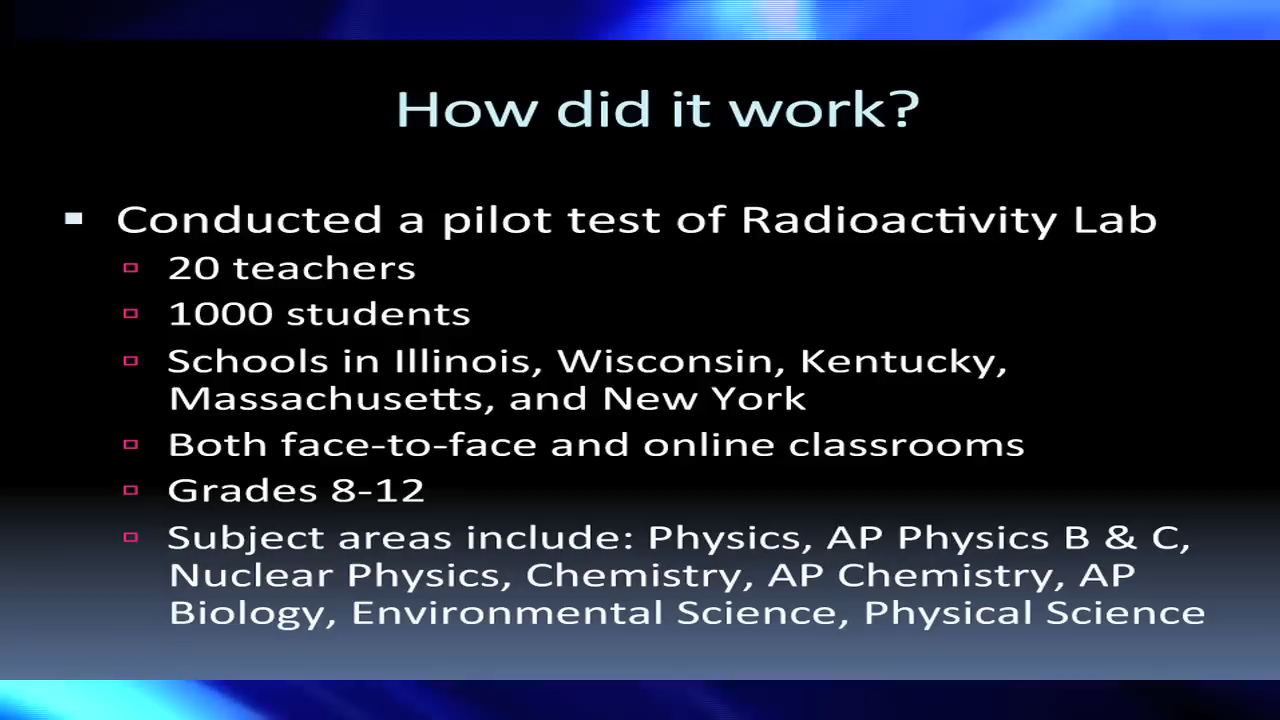 How did it work?
Conducted a pilot test of Radioactivity Lab
20 teachers
1000 students
Schools in Illinois, Wisconsin, Kentucky,
Massachusetts, and New York
Both face-to-face and online classrooms
Grades 8-12
Subject areas include: Physics, AP Physics B & C,
Nuclear Physics, Chemistry, AP Chemistry, AP
Biology, Environmental Science, Physical Science